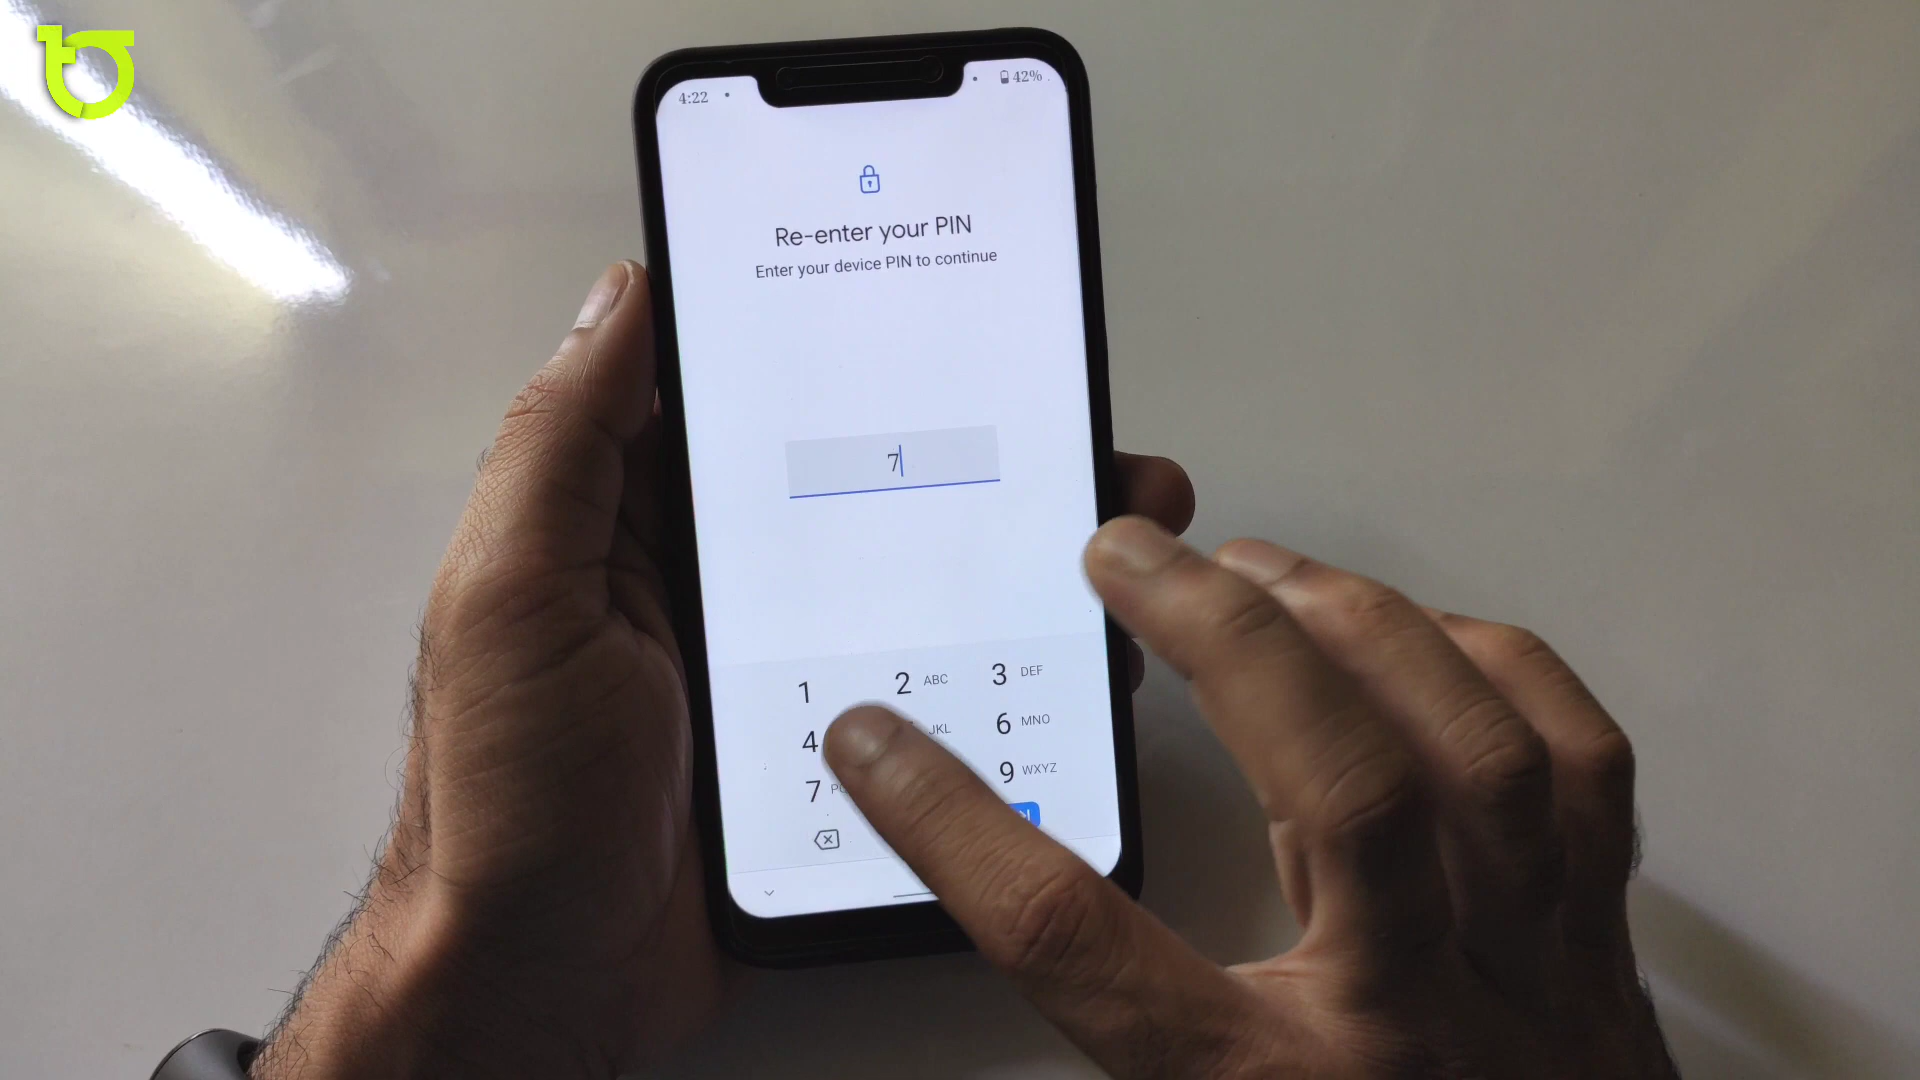 4:22
42%
Re-enter your PIN
Enter your device PIN to continue
7
1
2 ABC
3 DEF
4
JKL
6 MNO
7
9 WXYZ